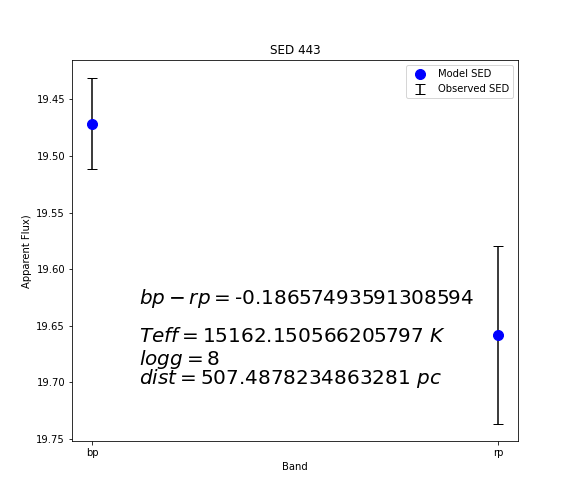 SED 443
Model SED
Observed SED
19.45
19.50
19.55
19.60
19.65
19.70
19.75
Apparent Flux)
bp − rp = -0.18657493591308594
Teff = 15162.150566205797 K
logg = 8
dist = 507.4878234863281 pc
bp
rp
Band